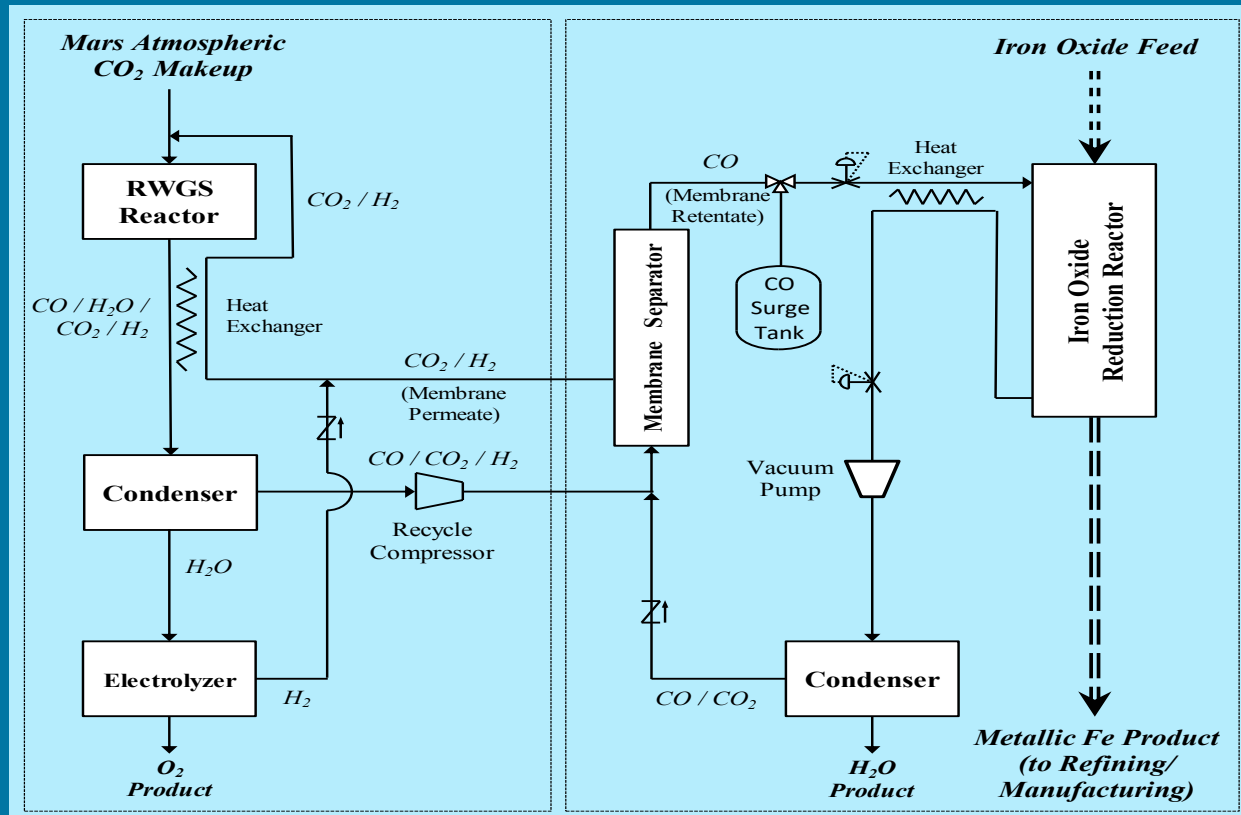 Mars Atmospheric
CO₂ Makeup
RWGS
Reactor
CO₂ / H₂
CO / H₂O /
CO₂ / H₂
Heat
Exchanger
CO₂ / H₂
(Membrane
Permeate)
CO / CO₂ / H₂
Condenser
Recycle
Compressor
H₂O
Electrolyzer
H₂
O₂
Product
Iron Oxide Feed
CO
(Membrane
Retentate)
Heat
Exchanger
Membrane Separator
CO
Surge
Tank
Iron Oxide
Reduction Reactor
Vacuum
Pump
Condenser
CO / CO₂
H₂O
Product
Metallic Fe Product
(to Refining/
Manufacturing)